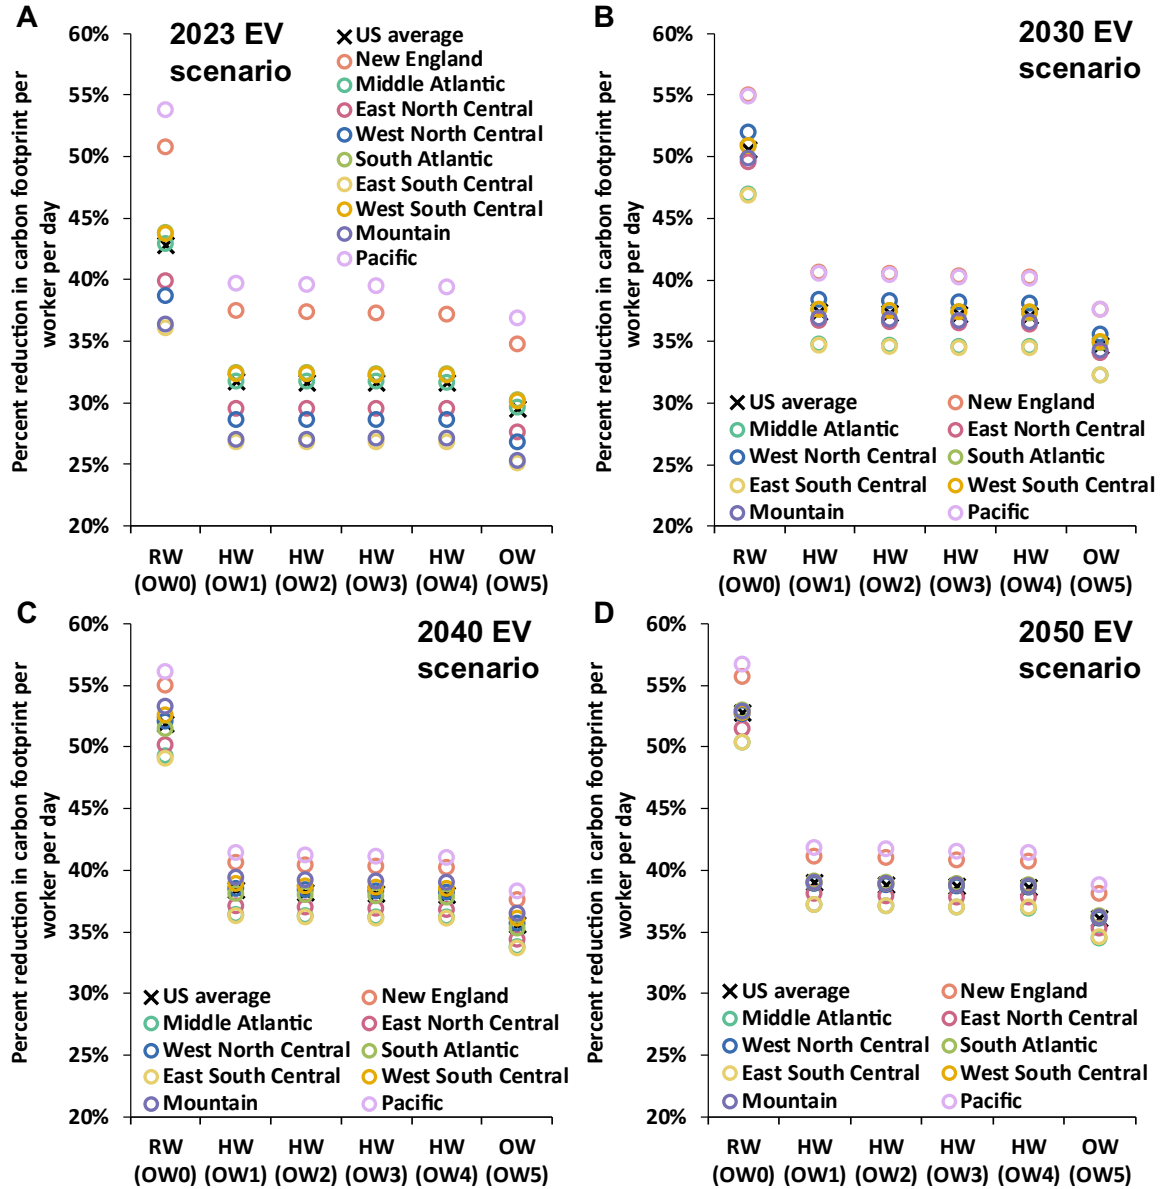 A
2023 EV
scenario
Percent reduction in carbon footprint per
worker per day
60%
55%
50%
45%
40%
35%
30%
25%
20%
US average
New England
Middle Atlantic
East North Central
West North Central
South Atlantic
East South Central
West South Central
Mountain
Pacific
RW HW HW HW HW OW
(OW0) (OW1) (OW2) (OW3) (OW4) (OW5)
B
2030 EV
scenario
Percent reduction in carbon footprint per
worker per day
60%
55%
50%
45%
40%
35%
30%
25%
20%
US average New England
Middle Atlantic East North Central
West North Central South Atlantic
East South Central West South Central
Mountain Pacific
RW HW HW HW HW OW
(OW0) (OW1) (OW2) (OW3) (OW4) (OW5)
C
2040 EV
scenario
Percent reduction in carbon footprint per
worker per day
60%
55%
50%
45%
40%
35%
30%
25%
20%
US average New England
Middle Atlantic East North Central
West North Central South Atlantic
East South Central West South Central
Mountain Pacific
RW HW HW HW HW OW
(OW0) (OW1) (OW2) (OW3) (OW4) (OW5)
D
2050 EV
scenario
Percent reduction in carbon footprint per
worker per day
60%
55%
50%
45%
40%
35%
30%
25%
20%
US average New England
Middle Atlantic East North Central
West North Central South Atlantic
East South Central West South Central
Mountain Pacific
RW HW HW HW HW OW
(OW0) (OW1) (OW2) (OW3) (OW4) (OW5)